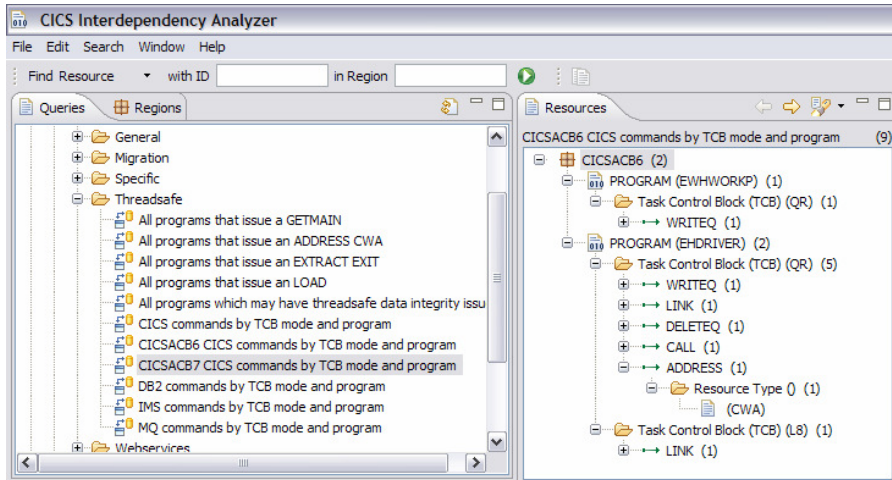 CICS Interdependency Analyzer
File Edit Search Window Help
Find Resource with ID in Region
Queries Regions
General
Migration
Specific
Threadsafe
All programs that issue a GETMAIN
All programs that issue an ADDRESS CWA
All programs that issue an EXTRACT EXIT
All programs that issue an LOAD
All programs which may have threadsafe data integrity issu
CICS commands by TCB mode and program
CICSACB6 CICS commands by TCB mode and program
CICSACB7 CICS commands by TCB mode and program
DB2 commands by TCB mode and program
IMS commands by TCB mode and program
MQ commands by TCB mode and program
Webservices
Resources
CICSACB6 CICS commands by TCB mode and program (9)
CICSACB6 (2)
PROGRAM (EWHWORKP) (1)
Task Control Block (TCB) (QR) (1)
WRITEQ (1)
PROGRAM (EHDRIVER) (2)
Task Control Block (TCB) (QR) (5)
WRITEQ (1)
LINK (1)
DELETEQ (1)
CALL (1)
ADDRESS (1)
Resource Type () (1)
(CWA)
Task Control Block (TCB) (L8) (1)
LINK (1)